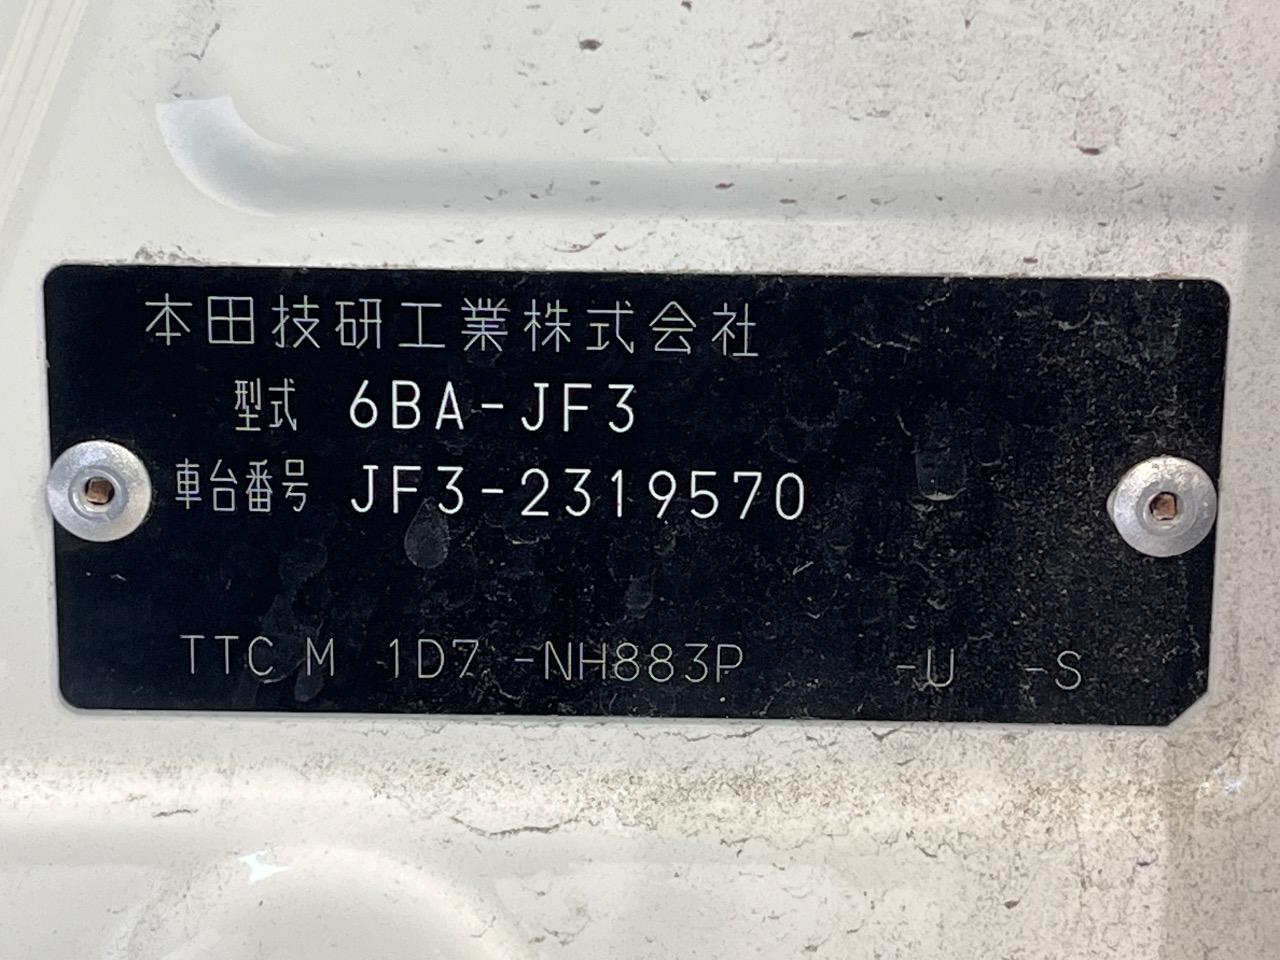 本田技研工業株式会社
型式 6BA-JF3
車台番号 JF3-2319570
TTC M 1D7 -NH883P -U -S